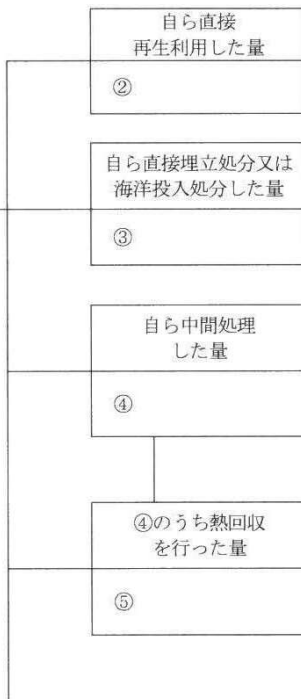 自ら直接
再生利用した量
②
自ら直接埋立処分又は
海洋投入処分した量
③
自ら中間処理
した量
④
④のうち熱回収
を行った量
⑤